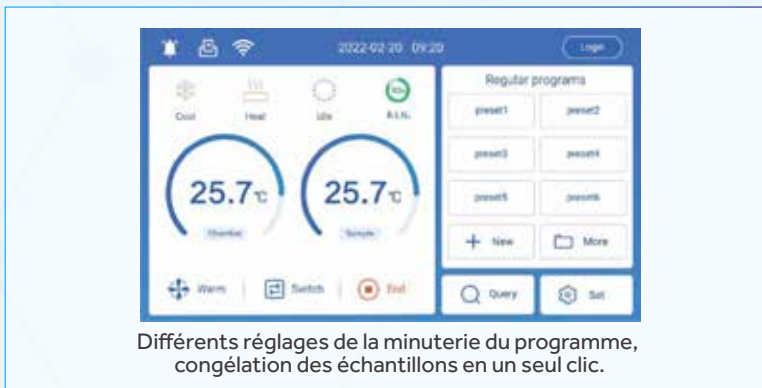 2022-02-20 09:20
Login
Cool
Heat
Idle
25.7℃
25.7℃
Chamber
Sample
Warm
Switch
End
Regular programs
preset1
preset2
preset3
preset4
preset5
preset6
New
More
Query
Set
Différents réglages de la minuterie du programme,
congélation des échantillons en un seul clic.